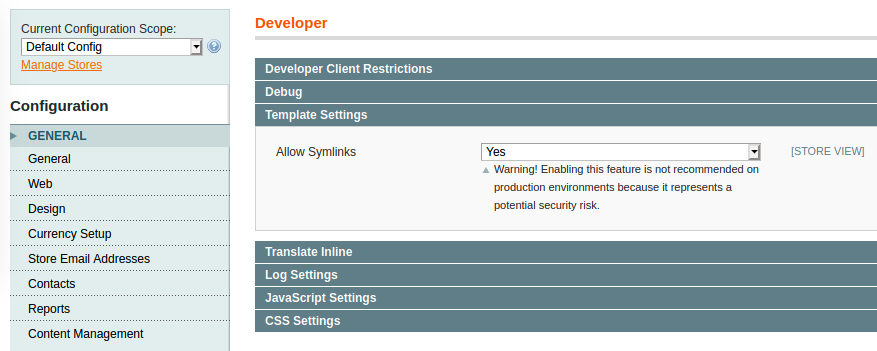 Current Configuration Scope:
Default Config
Manage Stores
Configuration
GENERAL
General
Web
Design
Currency Setup
Store Email Addresses
Contacts
Reports
Content Management
Developer
Developer Client Restrictions
Debug
Template Settings
Allow Symlinks
Yes
[STORE VIEW]
Warning! Enabling this feature is not recommended on
production environments because it represents a
potential security risk.
Translate Inline
Log Settings
JavaScript Settings
CSS Settings